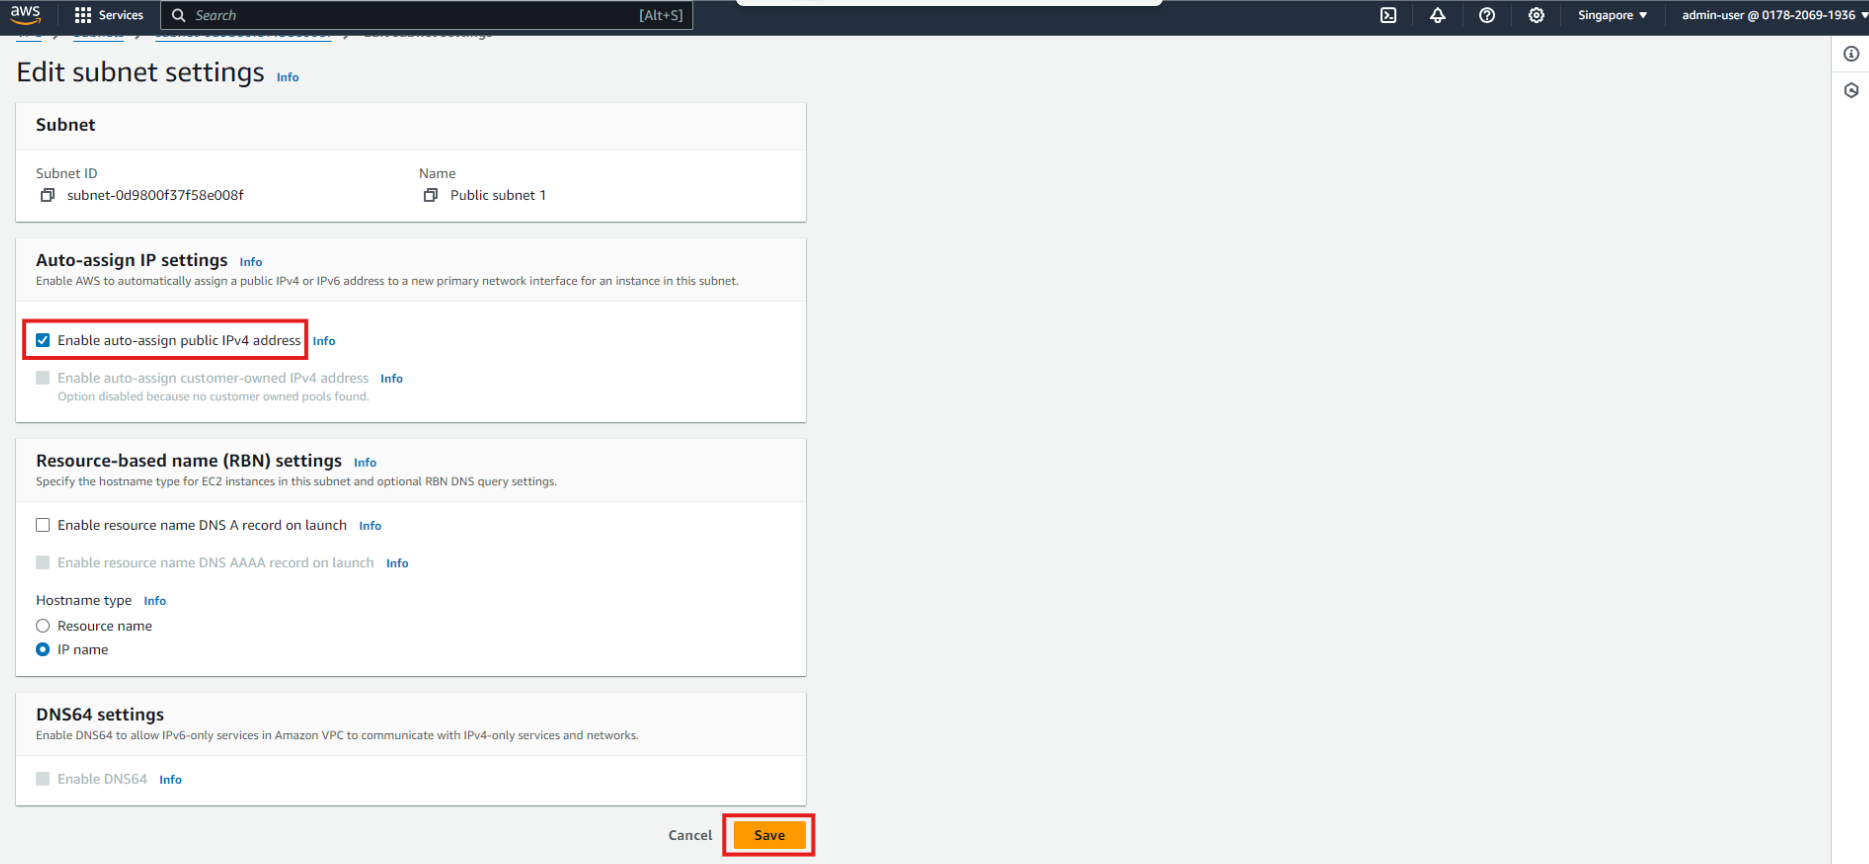 aws
Services
Search
[Alt+S]
Singapore
admin-user @ 0178-2069-1936
Edit subnet settings Info
Subnet
Subnet ID
Name
subnet-0d9800f37f58e008f
Public subnet 1
Auto-assign IP settings Info
Enable AWS to automatically assign a public IPv4 or IPv6 address to a new primary network interface for an instance in this subnet.
Enable auto-assign public IPv4 address Info
Enable auto-assign customer-owned IPv4 address Info
Option disabled because no customer owned pools found.
Resource-based name (RBN) settings Info
Specify the hostname type for EC2 instances in this subnet and optional RBN DNS query settings.
Enable resource name DNS A record on launch Info
Enable resource name DNS AAAA record on launch Info
Hostname type Info
Resource name
IP name
DNS64 settings
Enable DNS64 to allow IPv6-only services in Amazon VPC to communicate with IPv4-only services and networks.
Enable DNS64 Info
Cancel
Save